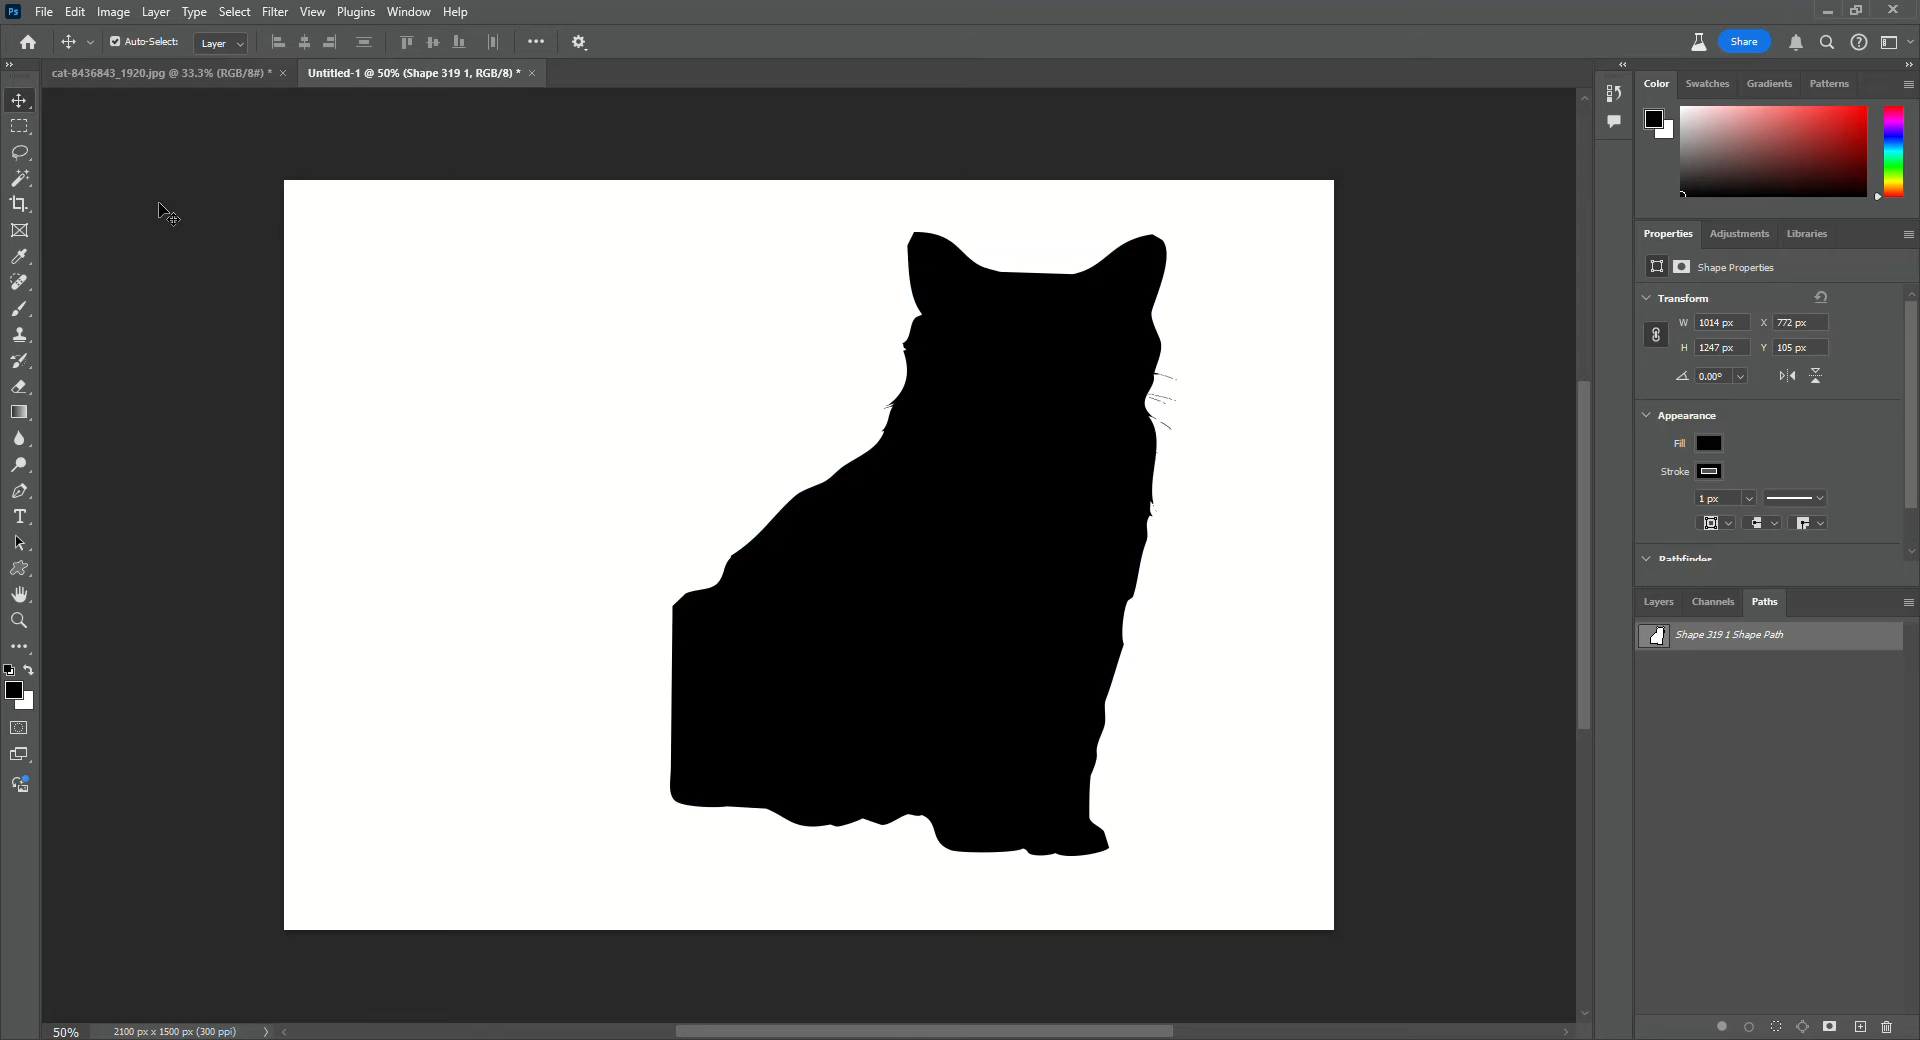 Ps File Edit Image Layer Type Select Filter View Plugins Window Help
Auto-Select: Layer Share
cat-8436843_1920.jpg @ 33.3% (RGB/8#) * Untitled-1 @ 50% (Shape 319 1, RGB/8) *
Color Swatches Gradients Patterns
Properties Adjustments Libraries
Shape Properties
Transform
W 1014 px X 772 px
H 1247 px Y 105 px
0.00°
Appearance
Fill
Stroke
1 px
Pathfinder
Layers Channels Paths
Shape 319 1 Shape Path
50% 2100 px x 1500 px (300 ppi)